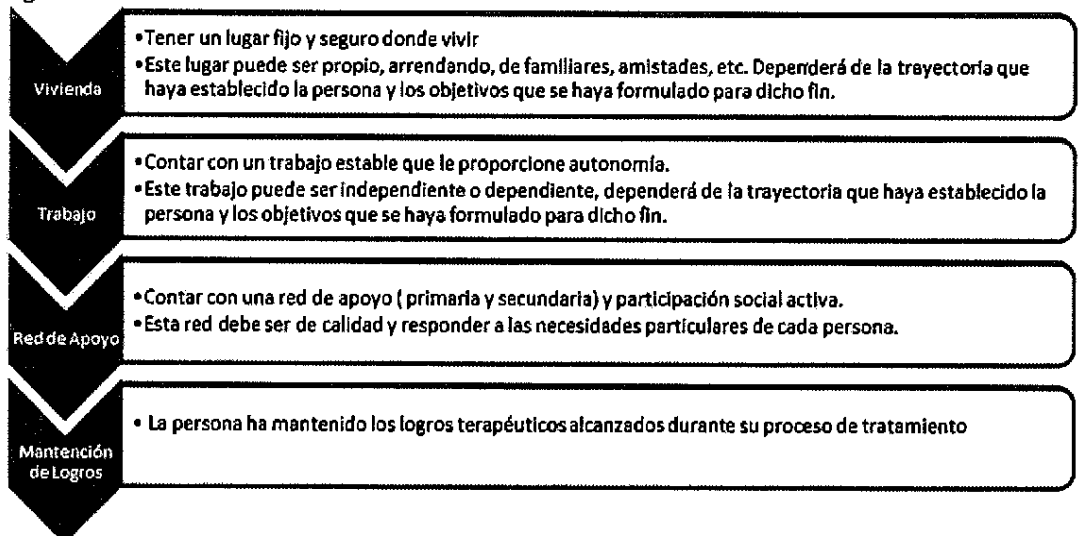 Vivienda
•Tener un lugar fijo y seguro donde vivir
•Este lugar puede ser propio, arrendando, de familiares, amistades, etc. Dependerá de la trayectoria que
haya establecido la persona y los objetivos que se haya formulado para dicho fin.
Trabajo
•Contar con un trabajo estable que le proporcione autonomía.
•Este trabajo puede ser independiente o dependiente, dependerá de la trayectoria que haya establecido la
persona y los objetivos que se haya formulado para dicho fin.
Red de Apoyo
•Contar con una red de apoyo ( primaria y secundaria) y participación social activa.
•Esta red debe ser de calidad y responder a las necesidades particulares de cada persona.
Mantención
de Logros
• La persona ha mantenido los logros terapéuticos alcanzados durante su proceso de tratamiento